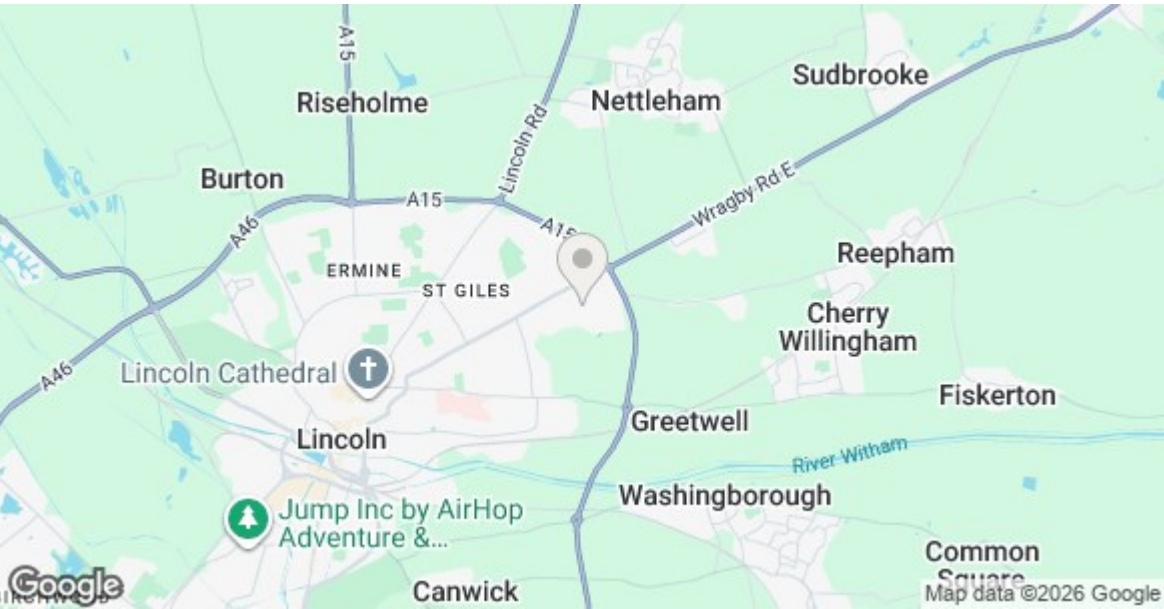 A15
Riseholme
Lincoln Rd
Nettleham
Sudbrooke
Burton
A15
A46
A15
Wragby Rd E
ERMINE
ST GILES
Reepham
Cherry
Willingham
Lincoln Cathedral
A46
Fiskerton
Greetwell
Lincoln
River Witham
Washingborough
Jump Inc by AirHop
Adventure &...
Common
Square
Canwick
Google
Map data ©2026 Google